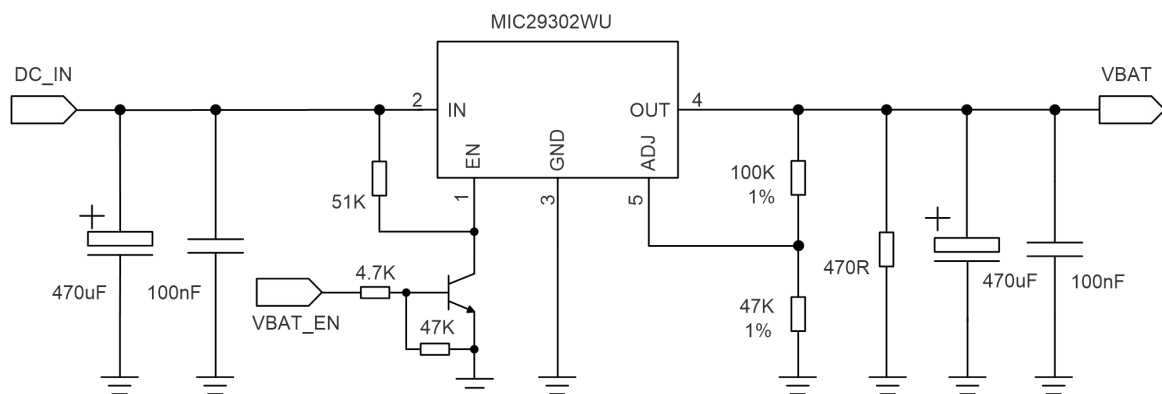 MIC29302WU
DC_IN
VBAT
2
IN
OUT
4
EN
GND
ADJ
1
3
5
51K
100K
1%
470uF
100nF
4.7K
VBAT_EN
47K
47K
1%
470R
470uF
100nF